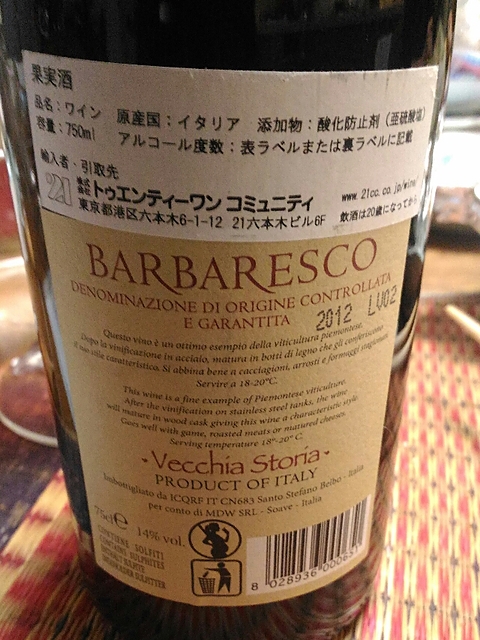 果実酒
品名：ワイン 原産国：イタリア 添加物：酸化防止剤（亜硫酸塩）
容量：750ml アルコール度数：表ラベルまたは裏ラベルに記載
輸入者・引取先
'21 株式会社 トゥエンティーワン コミュニティ www.21cc.co.jp/wine/
東京都港区六本木6-1-12 21六本木ビル6F 飲酒は20歳になってから
BARBARESCO
DENOMINAZIONE DI ORIGINE CONTROLLATA
E GARANTITA 2012 LU02
Questo vino è un ottimo esempio della viticultura piemontese.
Dopo la vinificazione in acciaio, matura in botti di legno che gli conferiscono
il suo stile caratteristico. Si abbina bene a cacciagioni, arrosti e formaggi stagionati.
Servire a 18-20°C.
This wine is a fine example of Piemontese viticulture.
After the vinification on stainless steel tanks, the wine
will mature in wood cask giving this wine a characteristic style.
Goes well with game, roasted meats or matured cheeses.
Serving temperature 18°-20° C.
- Vecchia Storia -
PRODUCT OF ITALY
Imbottigliato da ICQRF IT CN683 Santo Stefano Belbo - Italia
per conto di MDW SRL - Soave - Italia
75cl e 14% vol.
CONTIENE SOLFITI
CONTAINS SULPHITES
8 028936 000651